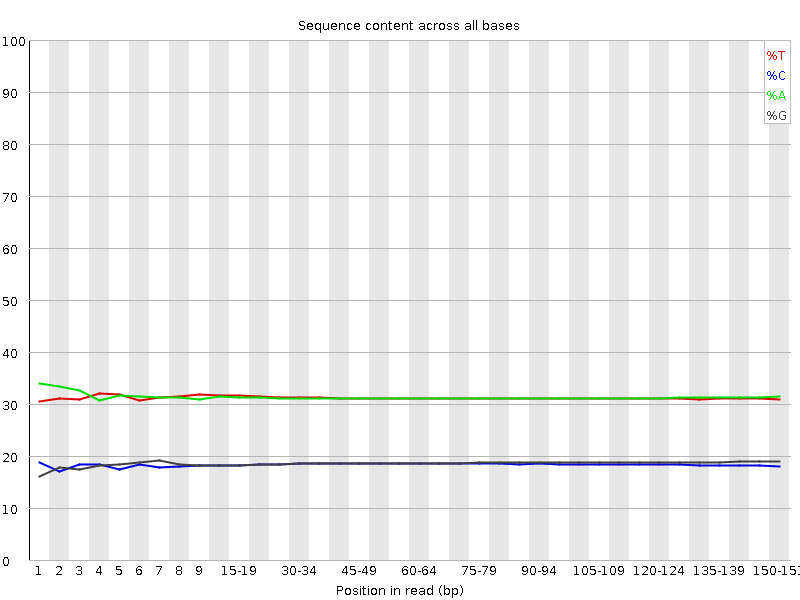 Sequence content across all bases
100
90
80
70
60
50
40
30
20
10
0
%T
%C
%A
%G
1 2 3 4 5 6 7 8 9 15-19 30-34 45-49 60-64 75-79 90-94 105-109 120-124 135-139 150-151
Position in read (bp)